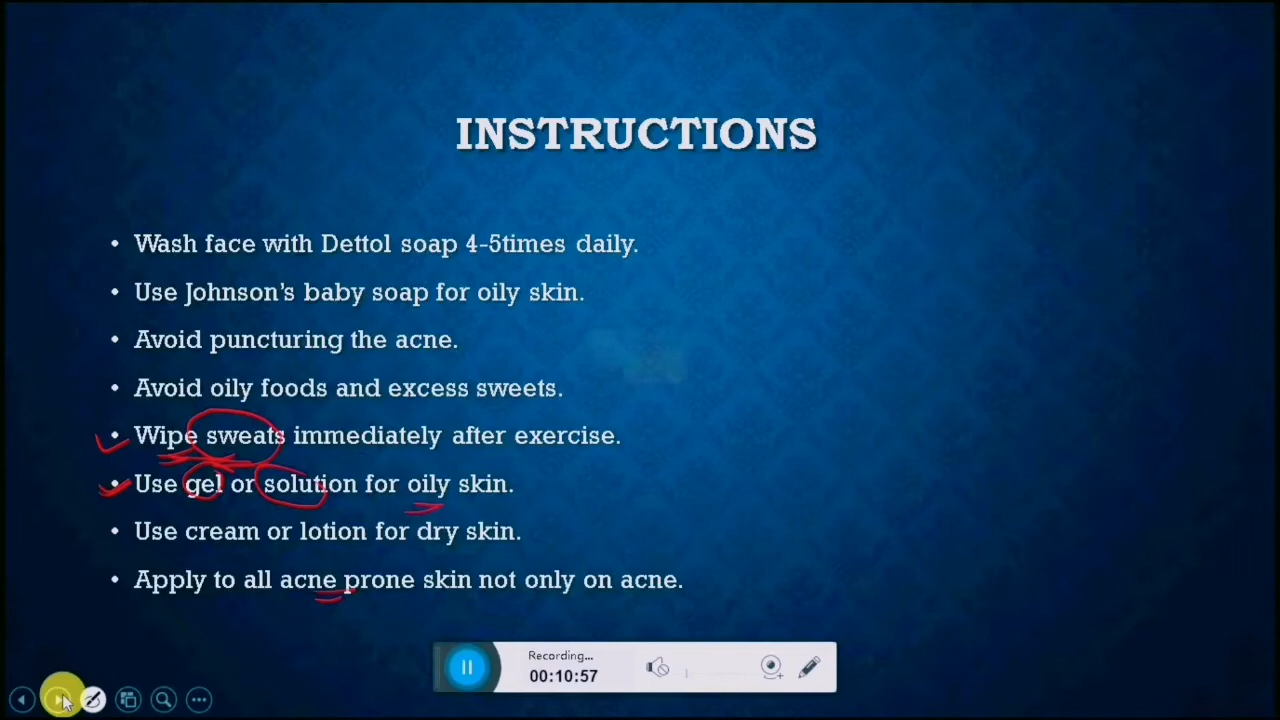 INSTRUCTIONS
• Wash face with Dettol soap 4-5times daily.
• Use Johnson's baby soap for oily skin.
• Avoid puncturing the acne.
• Avoid oily foods and excess sweets.
• Wipe sweats immediately after exercise.
• Use gel or solution for oily skin.
• Use cream or lotion for dry skin.
• Apply to all acne prone skin not only on acne.
Recording...
00:10:57